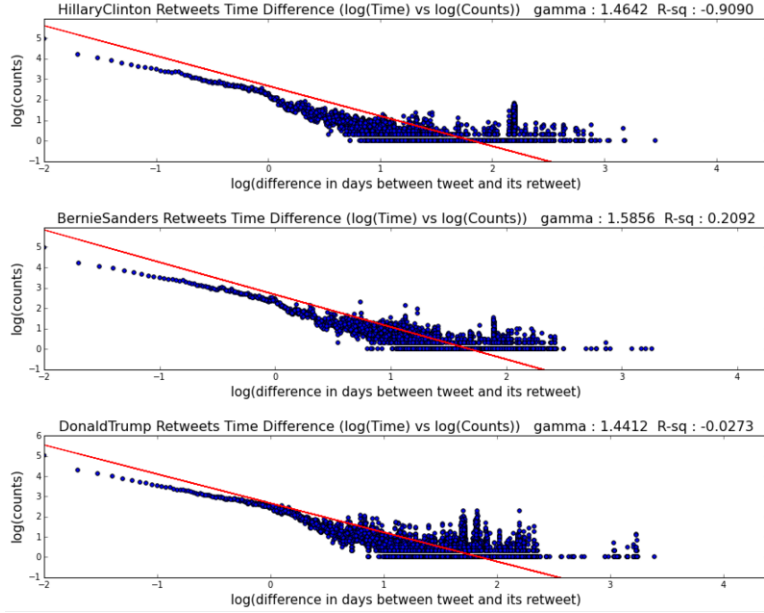 HillaryClinton Retweets Time Difference (log(Time) vs log(Counts)) gamma : 1.4642 R-sq : -0.9090
log(counts)
6
5
4
3
2
1
0
−1
−2 −1 0 1 2 3 4
log(difference in days between tweet and its retweet)
BernieSanders Retweets Time Difference (log(Time) vs log(Counts)) gamma : 1.5856 R-sq : 0.2092
log(counts)
5
4
3
2
1
0
−1
−2 −1 0 1 2 3 4
log(difference in days between tweet and its retweet)
DonaldTrump Retweets Time Difference (log(Time) vs log(Counts)) gamma : 1.4412 R-sq : -0.0273
log(counts)
6
5
4
3
2
1
0
−1
−2 −1 0 1 2 3 4
log(difference in days between tweet and its retweet)